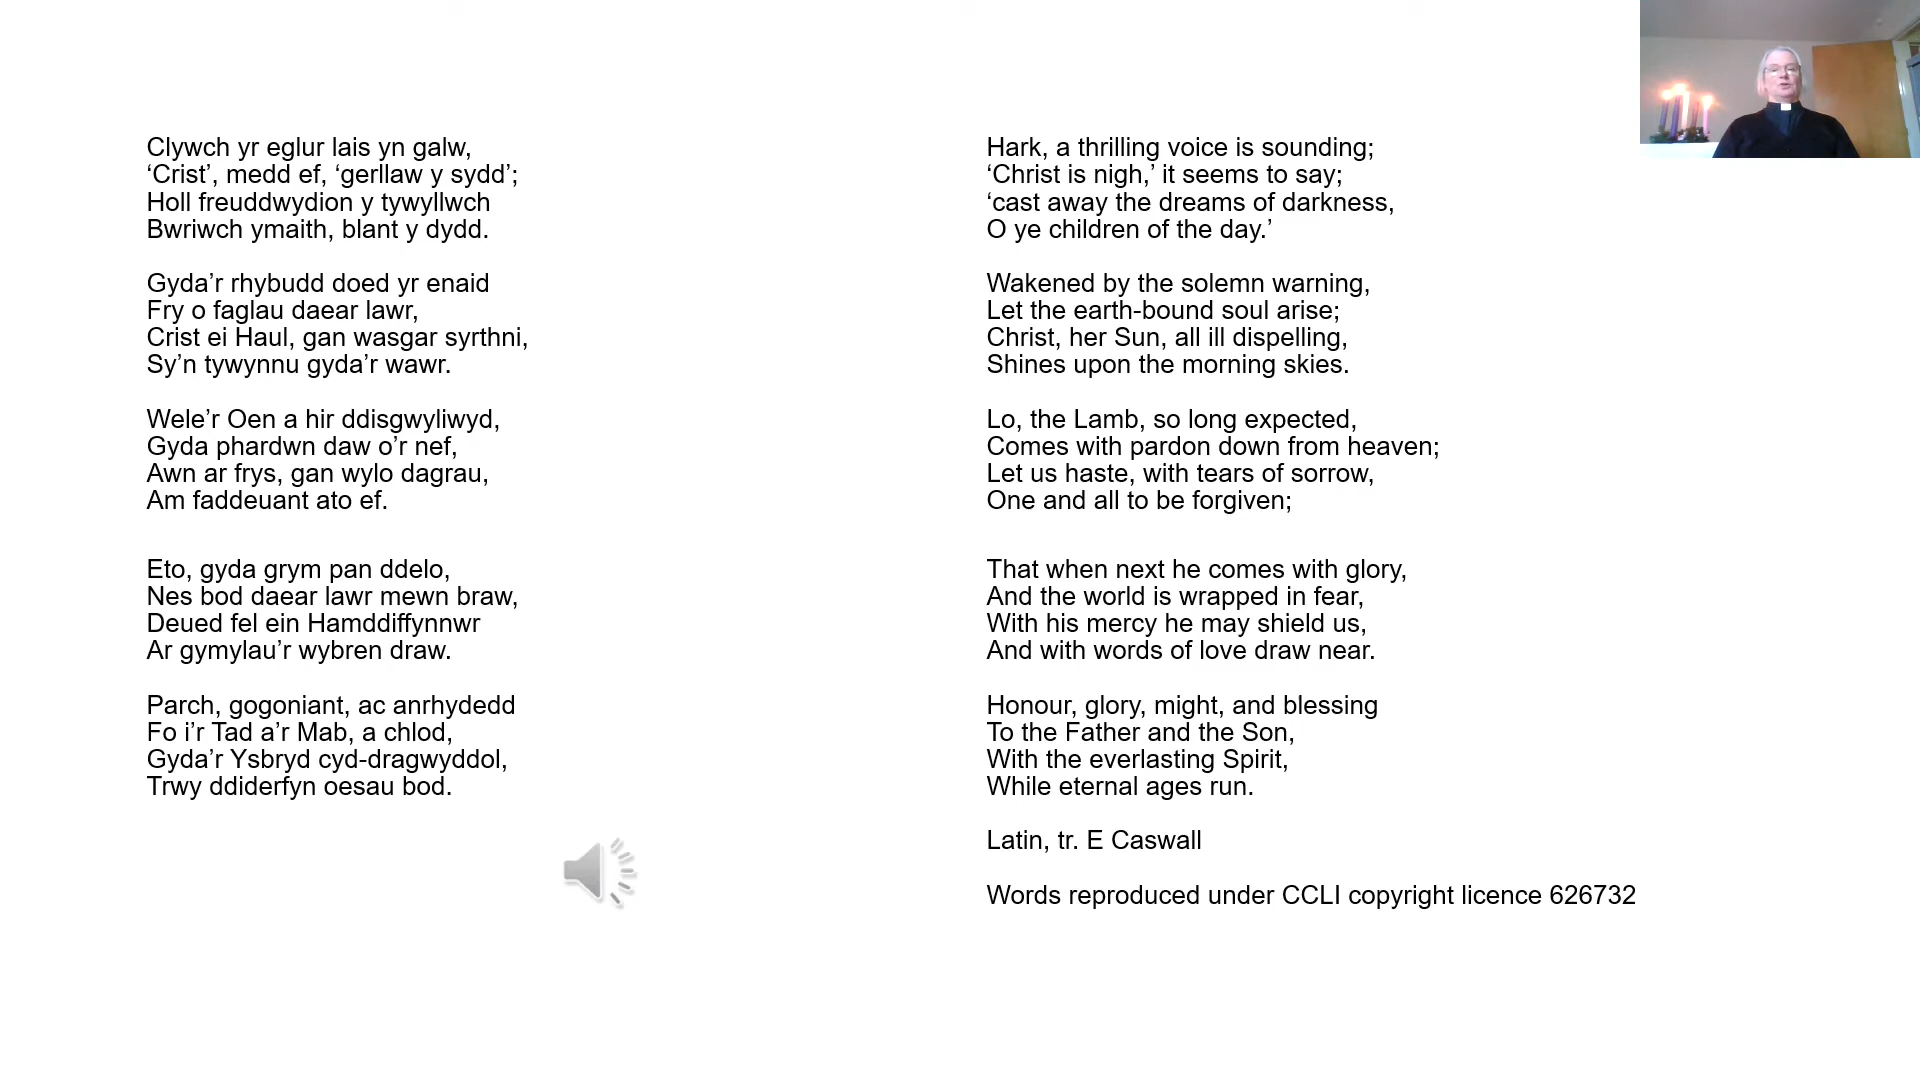 Clywch yr eglur lais yn galw,
‘Crist’, medd ef, ‘gerllaw y sydd’;
Holl freuddwydion y tywyllwch
Bwriwch ymaith, blant y dydd.
Gyda’r rhybudd doed yr enaid
Fry o faglau daear lawr,
Crist ei Haul, gan wasgar syrthni,
Sy’n tywynnu gyda’r wawr.
Wele’r Oen a hir ddisgwyliwyd,
Gyda phardwn daw o’r nef,
Awn ar frys, gan wylo dagrau,
Am faddeuant ato ef.
Eto, gyda grym pan ddelo,
Nes bod daear lawr mewn braw,
Deued fel ein Hamddiffynnwr
Ar gymylau’r wybren draw.
Parch, gogoniant, ac anrhydedd
Fo i’r Tad a’r Mab, a chlod,
Gyda’r Ysbryd cyd-dragwyddol,
Trwy ddiderfyn oesau bod.
Hark, a thrilling voice is sounding;
‘Christ is nigh,’ it seems to say;
‘cast away the dreams of darkness,
O ye children of the day.’
Wakened by the solemn warning,
Let the earth-bound soul arise;
Christ, her Sun, all ill dispelling,
Shines upon the morning skies.
Lo, the Lamb, so long expected,
Comes with pardon down from heaven;
Let us haste, with tears of sorrow,
One and all to be forgiven;
That when next he comes with glory,
And the world is wrapped in fear,
With his mercy he may shield us,
And with words of love draw near.
Honour, glory, might, and blessing
To the Father and the Son,
With the everlasting Spirit,
While eternal ages run.
Latin, tr. E Caswall
Words reproduced under CCLI copyright licence 626732